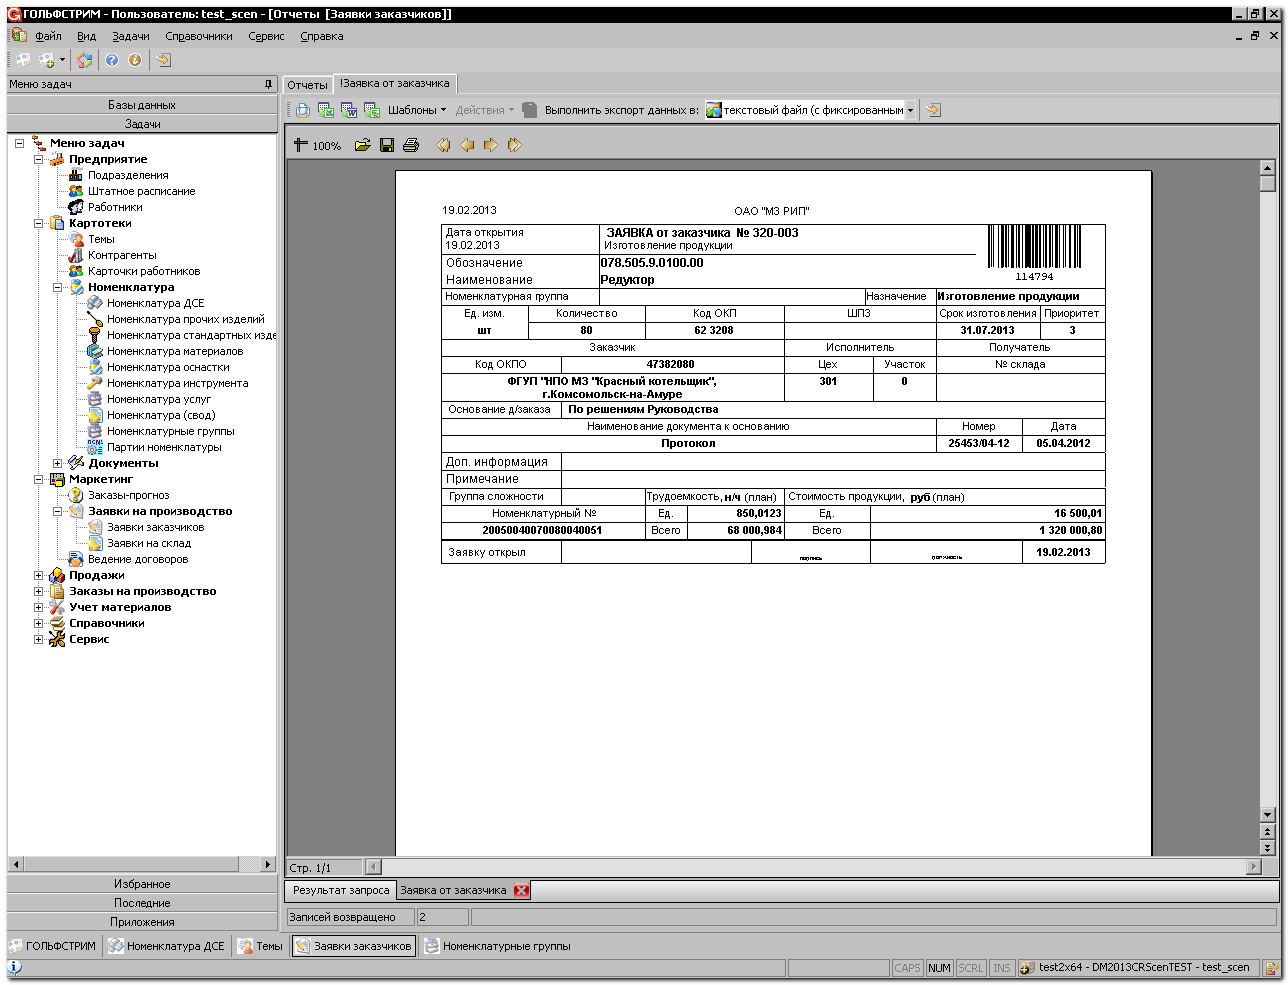 ГОЛЬФСТРИМ - Пользователь: test_scen - [Отчеты  [Заявки заказчиков]]
Файл Вид Задачи Справочники Сервис Справка
Меню задач
Базы данных
Задачи
Меню задач
Предприятие
Подразделения
Штатное расписание
Работники
Картотеки
Темы
Контрагенты
Карточки работников
Номенклатура
Номенклатура ДСЕ
Номенклатура прочих изделий
Номенклатура стандартных изде
Номенклатура материалов
Номенклатура оснастки
Номенклатура инструмента
Номенклатура услуг
Номенклатура (свод)
Номенклатурные группы
Партии номенклатуры
Документы
Маркетинг
Заказы-прогноз
Заявки на производство
Заявки заказчиков
Заявки на склад
Ведение договоров
Продажи
Заказы на производство
Учет материалов
Справочники
Сервис
Избранное
Последние
Приложения
Отчеты !Заявка от заказчика
Шаблоны Действия Выполнить экспорт данных в: текстовый файл (с фиксированным
100%
19.02.2013 ОАО "МЗ РИП"
Дата открытия ЗАЯВКА от заказчика № 320-003
19.02.2013 Изготовление продукции
Обозначение 078.505.9.0100.00
114794
Наименование Редуктор
Номенклатурная группа Назначение Изготовление продукции
Ед. изм. Количество Код ОКП ШПЗ Срок изготовления Приоритет
шт 80 62 3208 31.07.2013 3
Заказчик Исполнитель Получатель
Код ОКПО 47382080 Цех Участок № склада
ФГУП "НПО МЗ "Красный котельщик", 301 0
г.Комсомольск-на-Амуре
Основание д/заказа По решениям Руководства
Наименование документа к основанию Номер Дата
Протокол 25453/04-12 05.04.2012
Доп. информация
Примечание
Группа сложности Трудоемкость, н/ч (план) Стоимость продукции, руб (план)
Номенклатурный № Ед. 850,0123 Ед. 16 500,01
20050040070080040051 Всего 68 000,984 Всего 1 320 000,80
Заявку открыл подпись должность 19.02.2013
Стр. 1/1
Результат запроса Заявка от заказчика
Записей возвращено 2
ГОЛЬФСТРИМ Номенклатура ДСЕ Темы Заявки заказчиков Номенклатурные группы
CAPS NUM SCRL INS test2x64 - DM2013CRScenTEST - test_scen